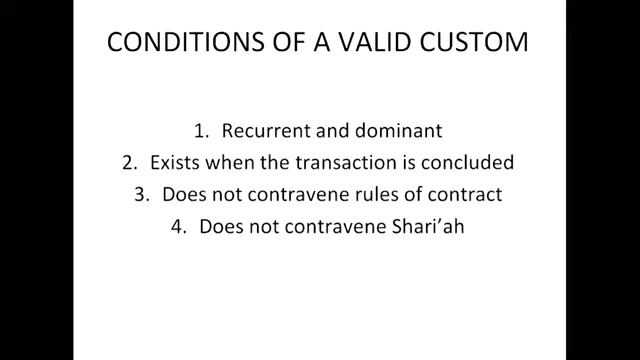 CONDITIONS OF A VALID CUSTOM
1. Recurrent and dominant
2. Exists when the transaction is concluded
3. Does not contravene rules of contract
4. Does not contravene Shari’ah